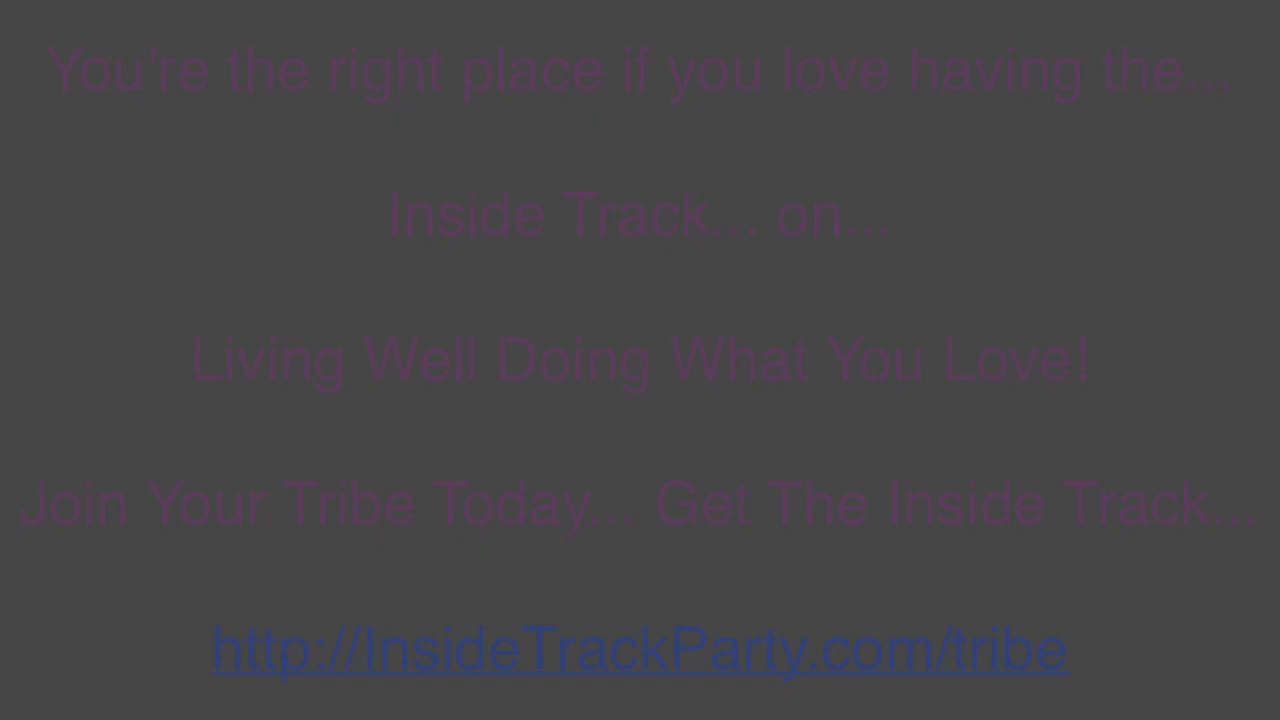 You're the right place if you love having the...
Inside Track... on...
Living Well Doing What You Love!
Join Your Tribe Today... Get The Inside Track...
http://InsideTrackParty.com/tribe